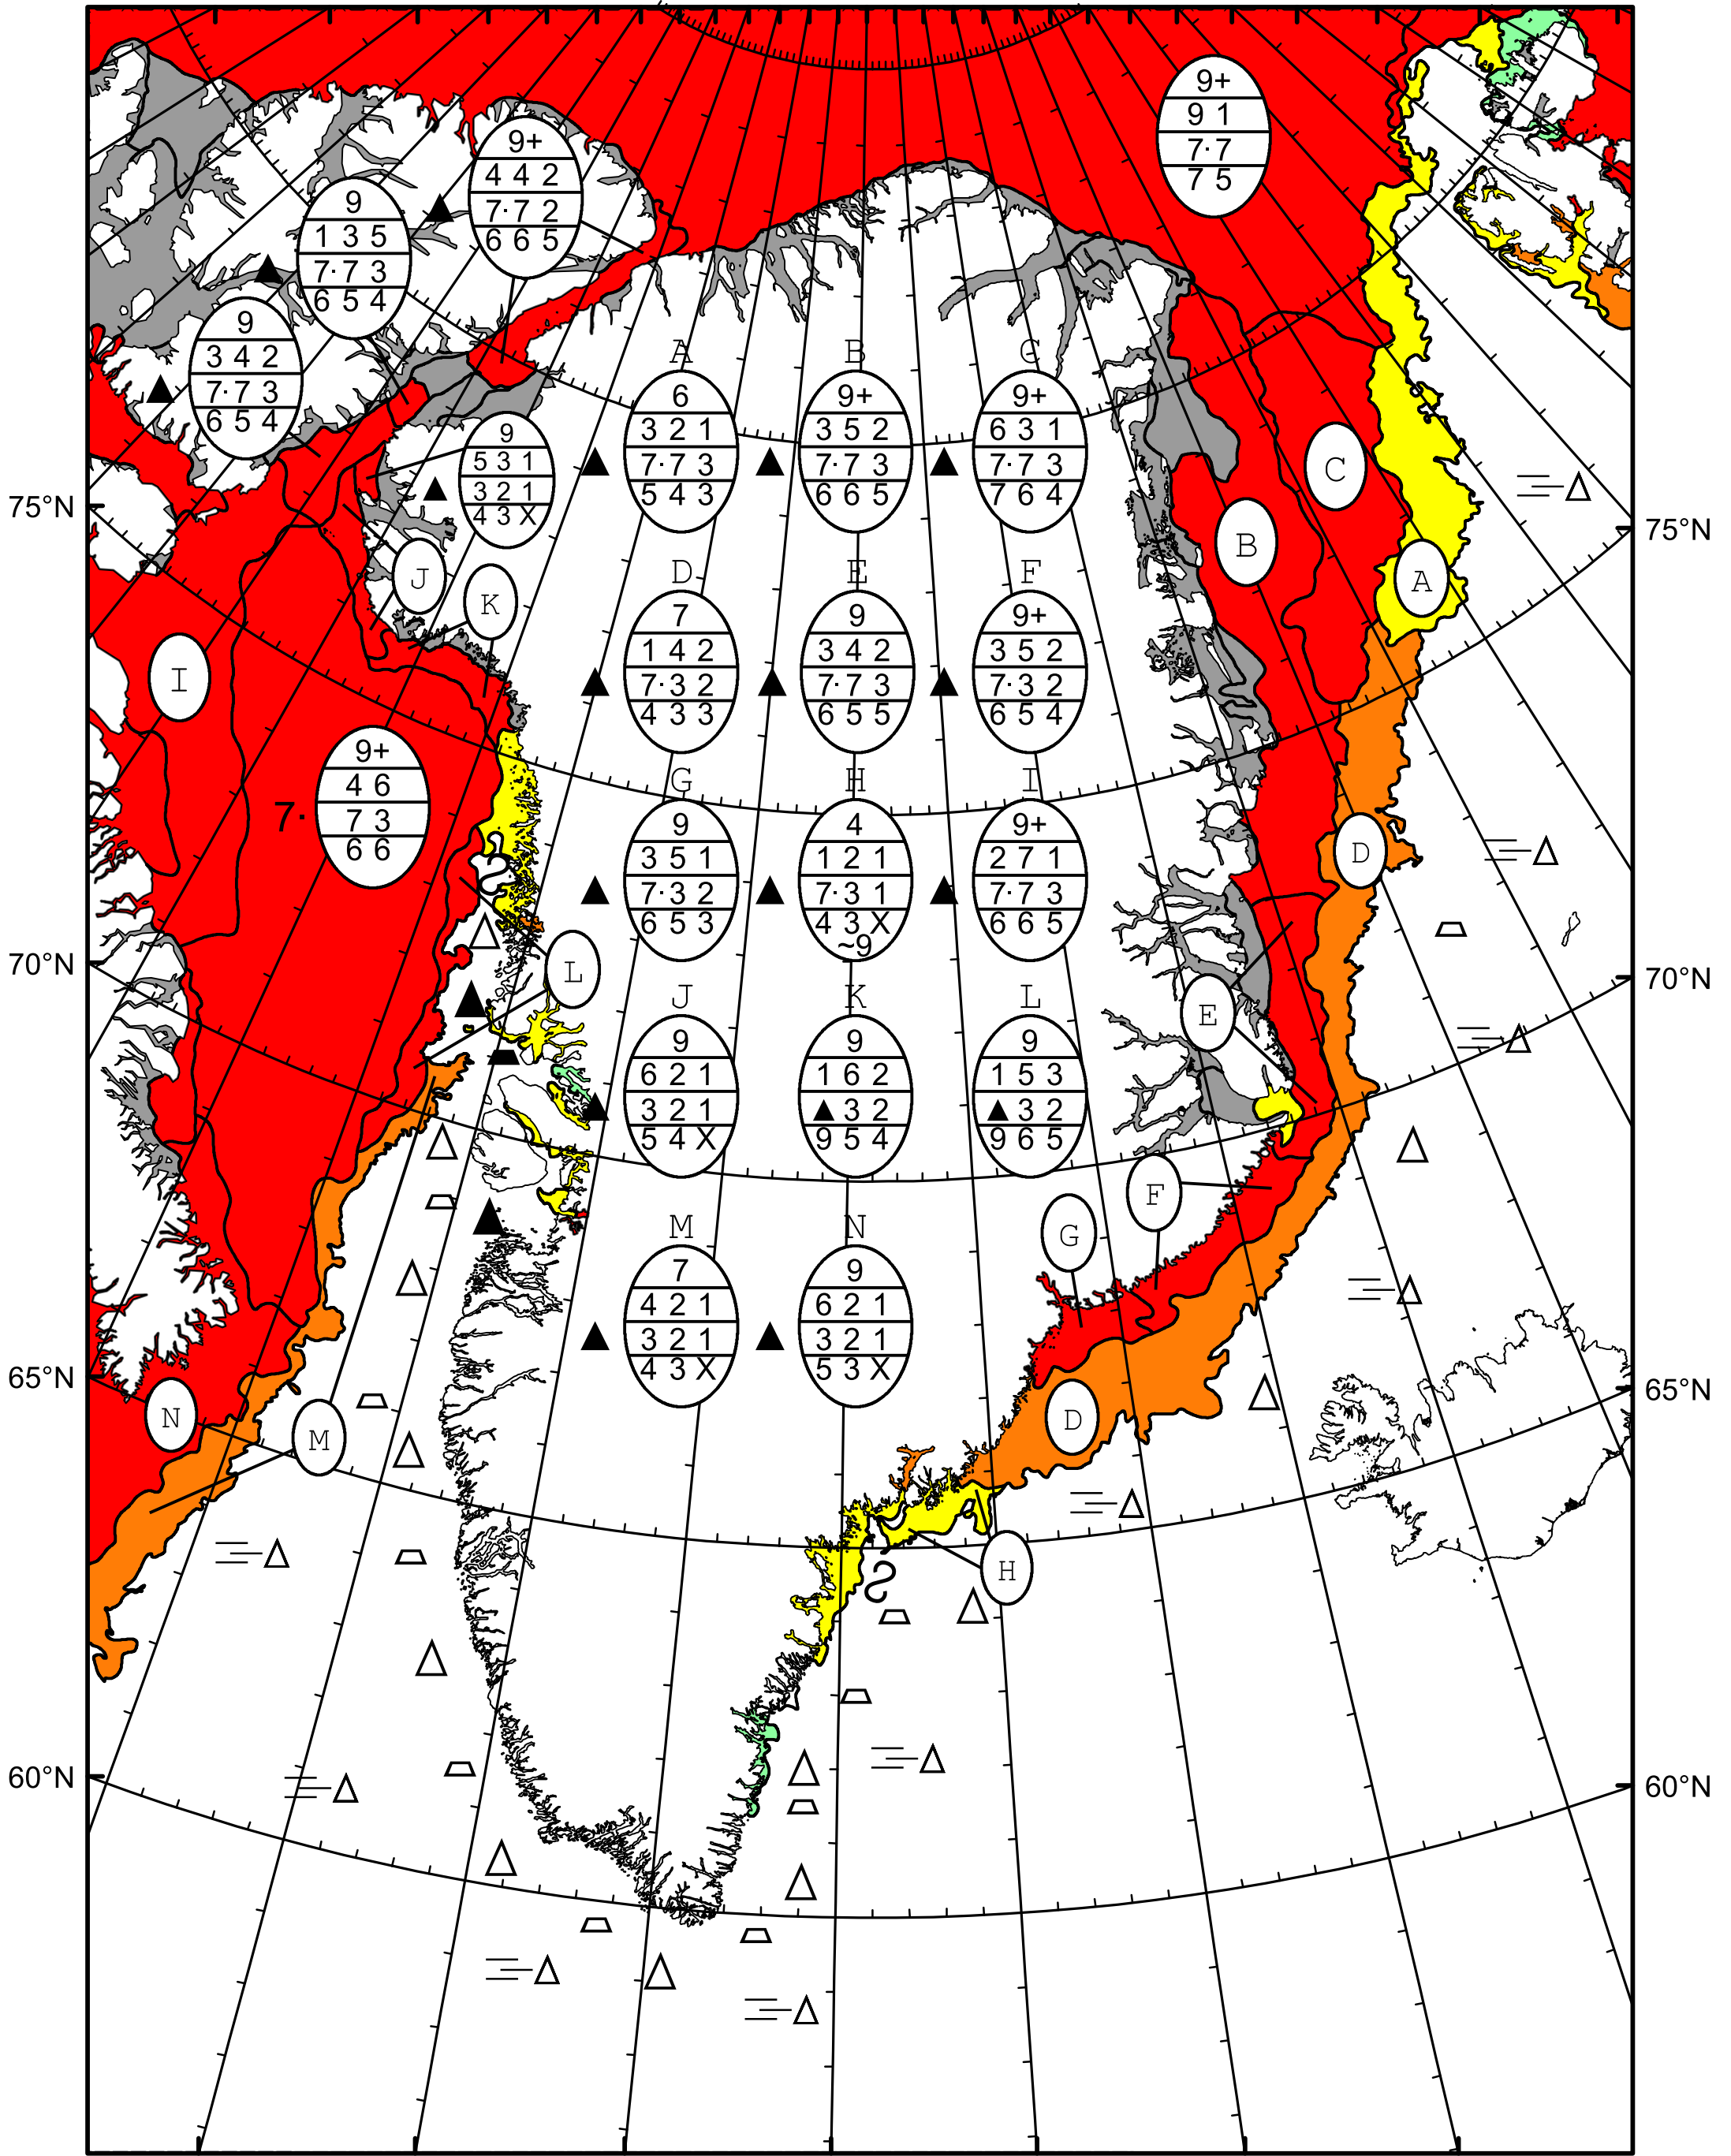 9+
9 1
7· 7
7 5
9+
4 4 2
7· 7 2
6 6 5
9
1 3 5
7· 7 3
6 5 4
9
3 4 2
7· 7 3
6 5 4
9
5 3 1
3 2 1
4 3 X
A
6
3 2 1
7· 7 3
5 4 3
B
9+
3 5 2
7· 7 3
6 6 5
C
9+
6 3 1
7· 7 3
7 6 4
75°N
75°N
C
B
A
J
K
I
D
7
1 4 2
7· 3 2
4 3 3
E
9
3 4 2
7· 7 3
6 5 5
F
9+
3 5 2
7· 3 2
6 5 4
9+
4 6
7·
7 3
6 6
G
9
3 5 1
7· 3 2
6 5 3
H
4
1 2 1
7· 3 1
4 3 X
~9
I
9+
2 7 1
7· 7 3
6 6 5
D
70°N
70°N
L
E
J
9
6 2 1
3 2 1
5 4 X
K
9
1 6 2
▲ 3 2
9 5 4
L
9
1 5 3
▲ 3 2
9 6 5
F
G
M
7
4 2 1
3 2 1
4 3 X
N
9
6 2 1
3 2 1
5 3 X
65°N
65°N
N
M
D
H
60°N
60°N